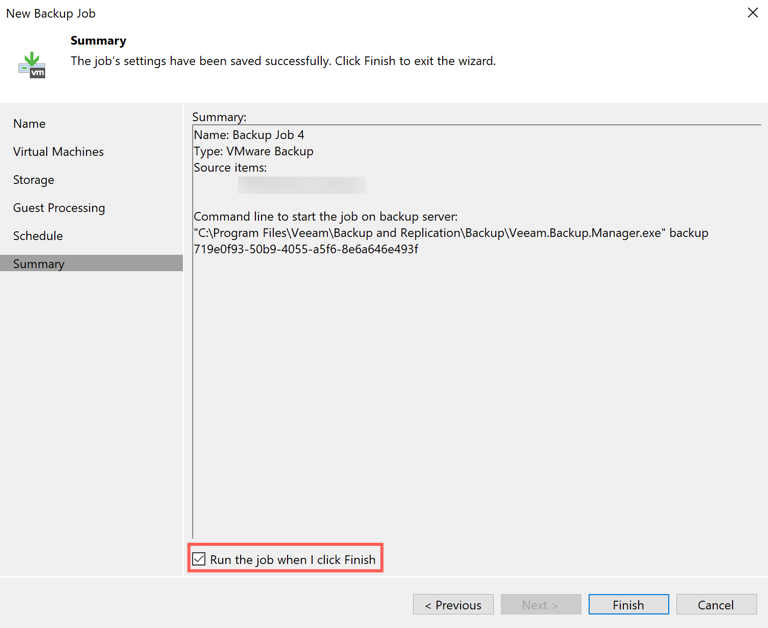 New Backup Job
Summary
The job's settings have been saved successfully. Click Finish to exit the wizard.
vm
Name
Virtual Machines
Storage
Guest Processing
Schedule
Summary
Summary:
Name: Backup Job 4
Type: VMware Backup
Source items:
Command line to start the job on backup server:
"C:\Program Files\Veeam\Backup and Replication\Backup\Veeam.Backup.Manager.exe" backup
719e0f93-50b9-4055-a5f6-8e6a646e493f
Run the job when I click Finish
< Previous
Next >
Finish
Cancel